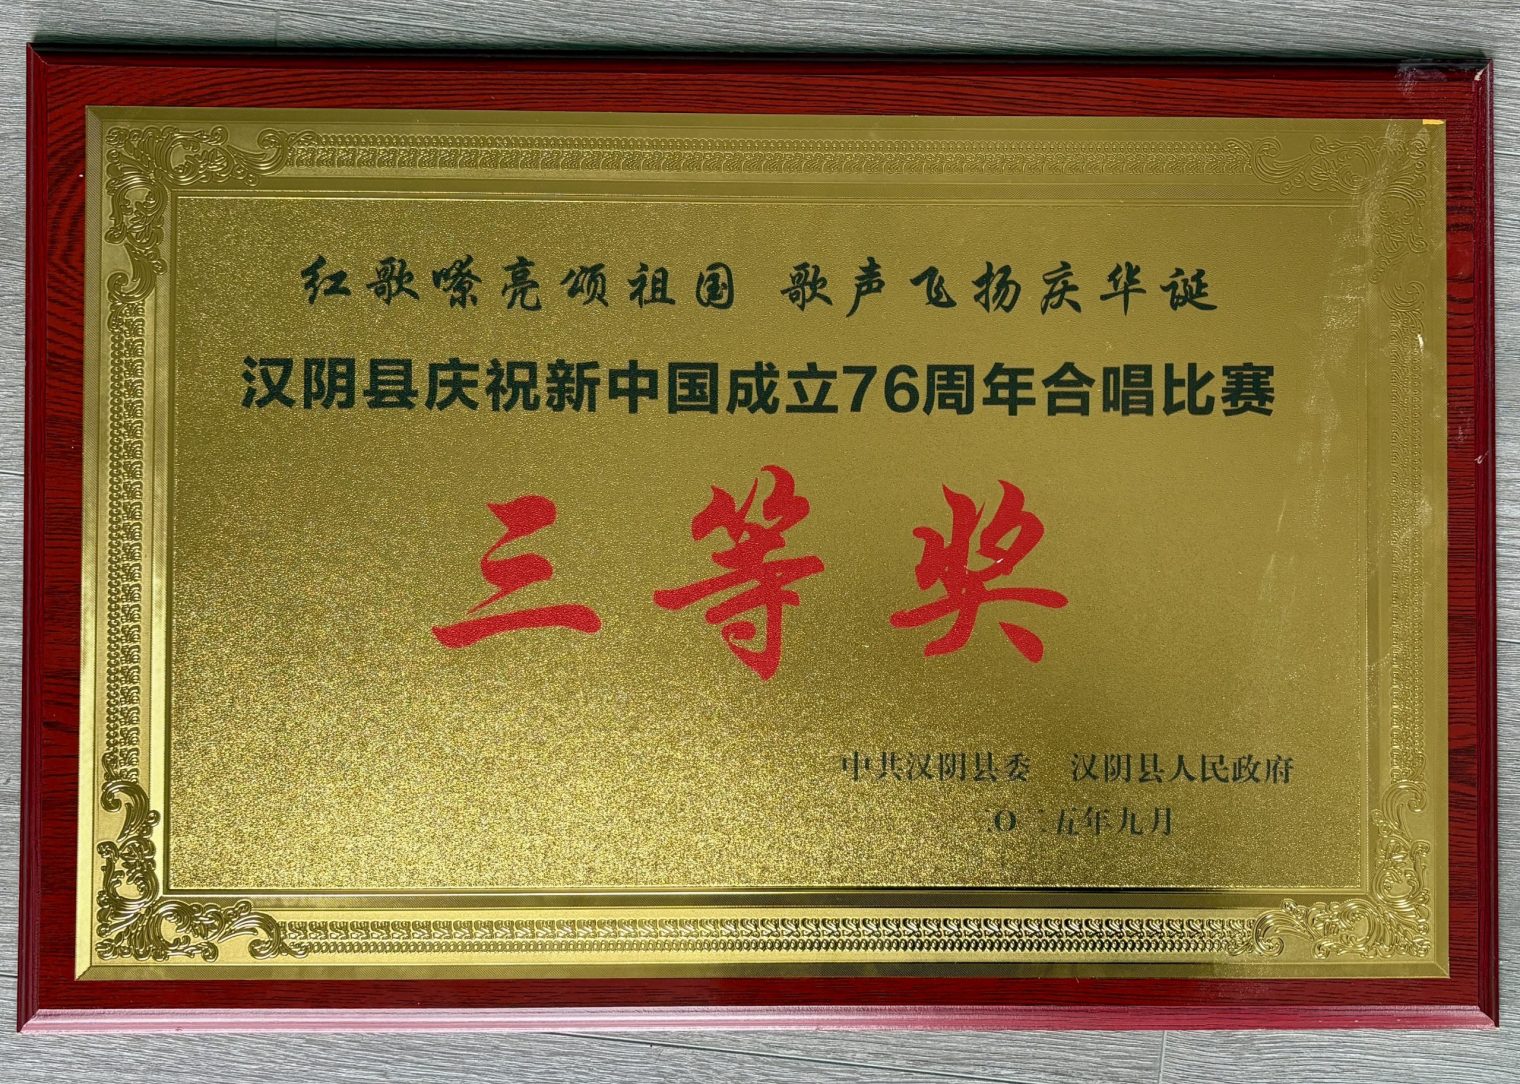 红歌嘹亮颂祖国 歌声飞扬庆华诞
汉阴县庆祝新中国成立76周年合唱比赛
三等奖
中共汉阴县委 汉阴县人民政府
二〇二五年九月